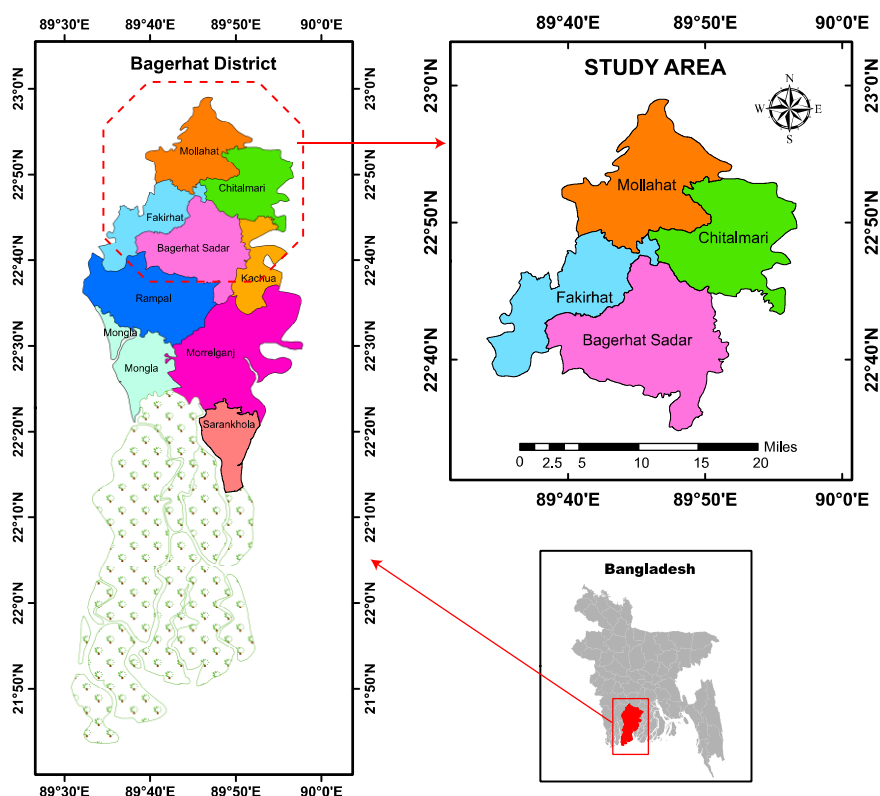 89°30'E 89°40'E 89°50'E 90°0'E
Bagerhat District
23°0'N
22°50'N
22°40'N
22°30'N
22°20'N
22°10'N
22°0'N
21°50'N
Mollahat
Chitalmari
Fakirhat
Bagerhat Sadar
Kachua
Rampal
Mongla
Morrelganj
Mongla
Sarankhola
23°0'N
22°50'N
22°40'N
22°30'N
22°20'N
22°10'N
22°0'N
21°50'N
89°30'E 89°40'E 89°50'E 90°0'E
89°40'E 89°50'E 90°0'E
STUDY AREA
N
W E
S
23°0'N
22°50'N
22°40'N
Mollahat
Chitalmari
Fakirhat
Bagerhat Sadar
Miles
0 2.5 5 10 15 20
23°0'N
22°50'N
22°40'N
89°40'E 89°50'E 90°0'E
Bangladesh